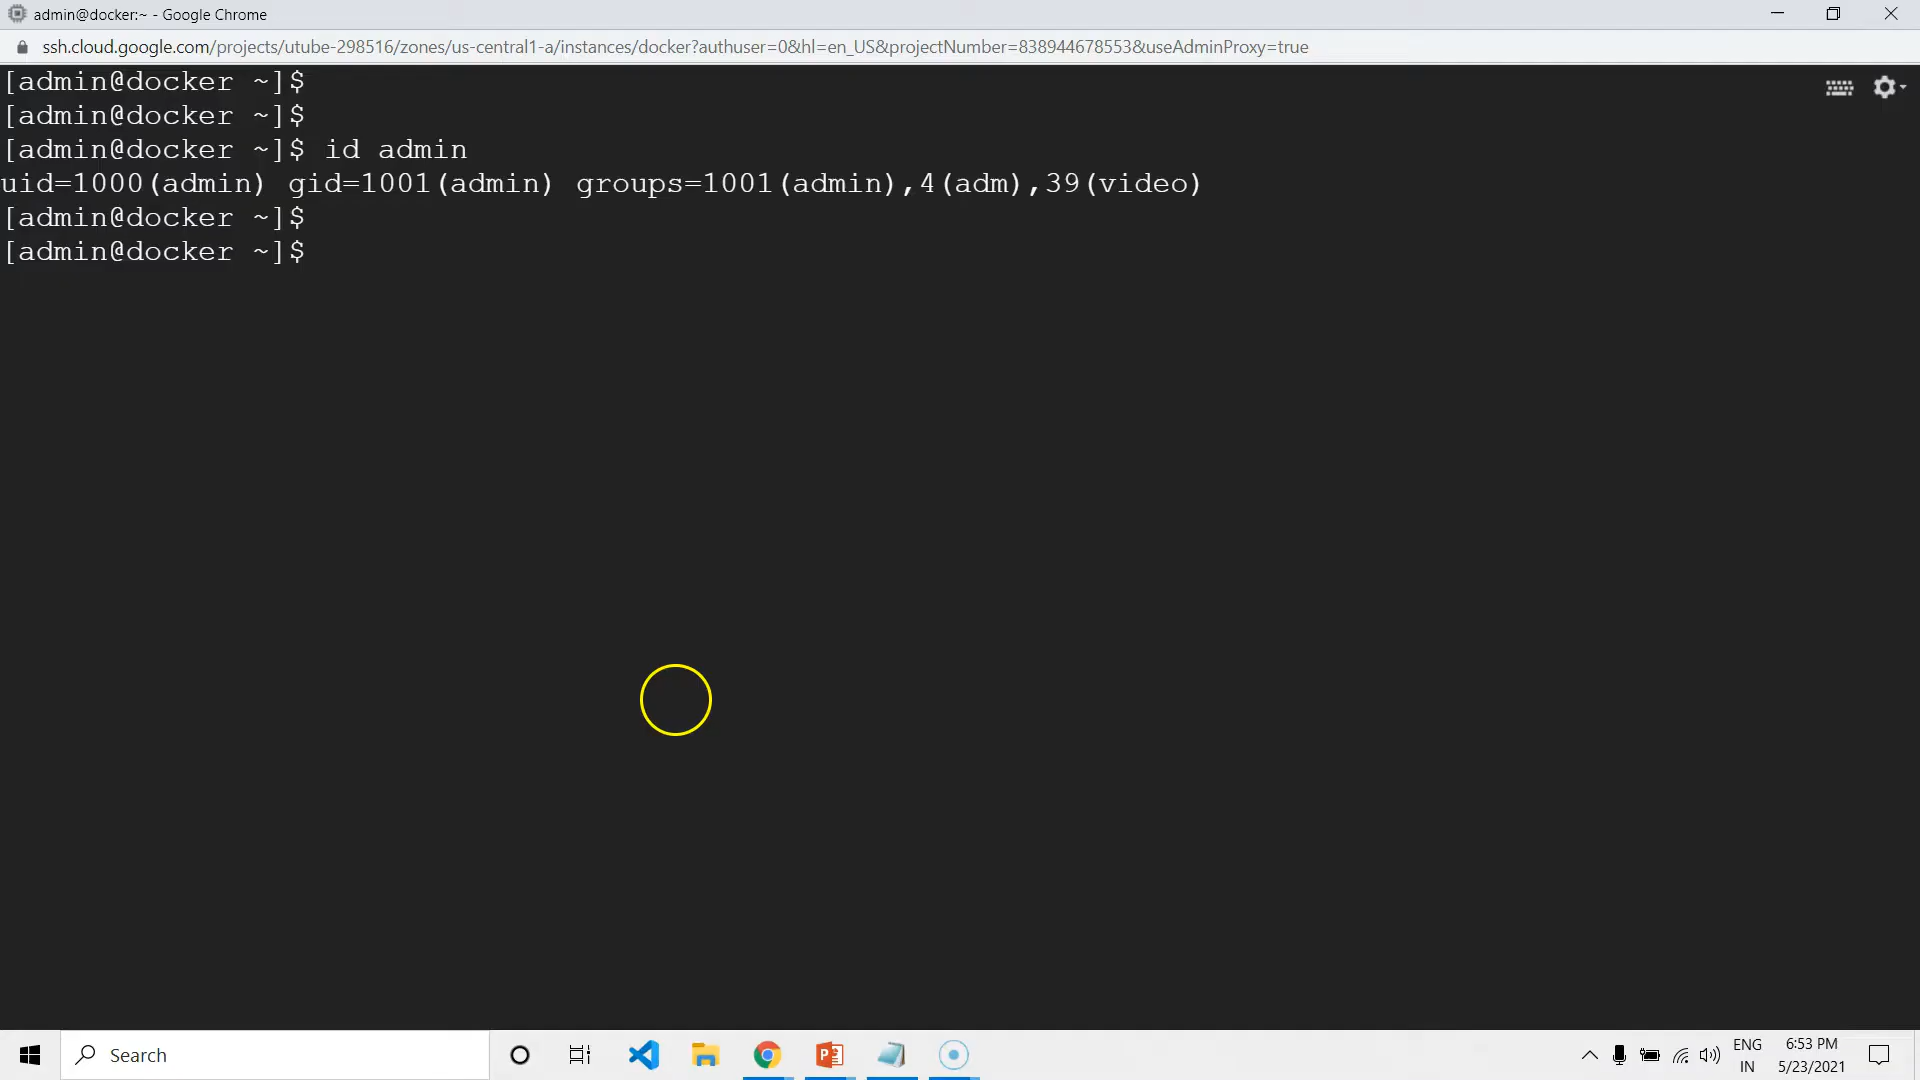 admin@docker:~ - Google Chrome
ssh.cloud.google.com/projects/utube-298516/zones/us-central1-a/instances/docker?authuser=0&hl=en_US&projectNumber=838944678553&useAdminProxy=true
[admin@docker ~]$
[admin@docker ~]$
[admin@docker ~]$ id admin
uid=1000(admin) gid=1001(admin) groups=1001(admin),4(adm),39(video)
[admin@docker ~]$
[admin@docker ~]$
Search
ENG
IN
6:53 PM
5/23/2021